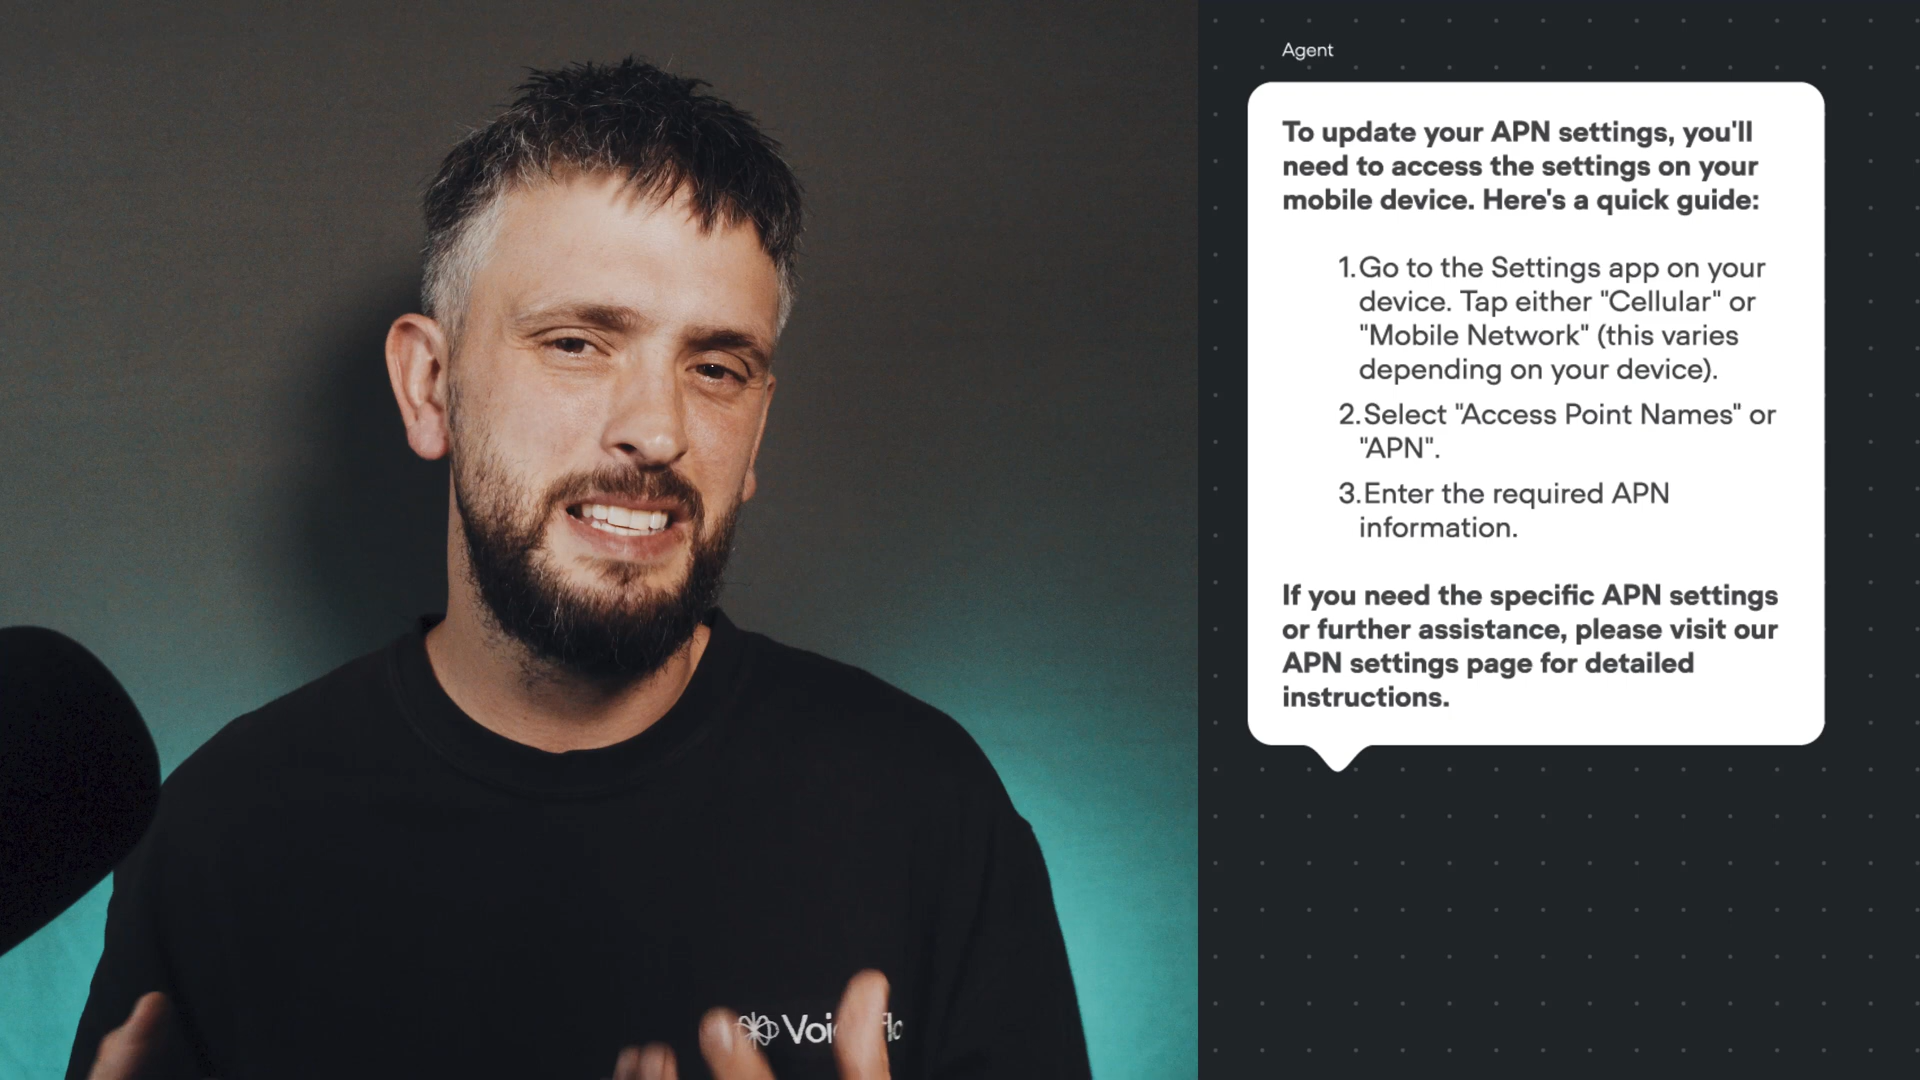 Agent
To update your APN settings, you'll
need to access the settings on your
mobile device. Here's a quick guide:
1.Go to the Settings app on your
device. Tap either "Cellular" or
"Mobile Network" (this varies
depending on your device).
2.Select "Access Point Names" or
"APN".
3.Enter the required APN
information.
If you need the specific APN settings
or further assistance, please visit our
APN settings page for detailed
instructions.